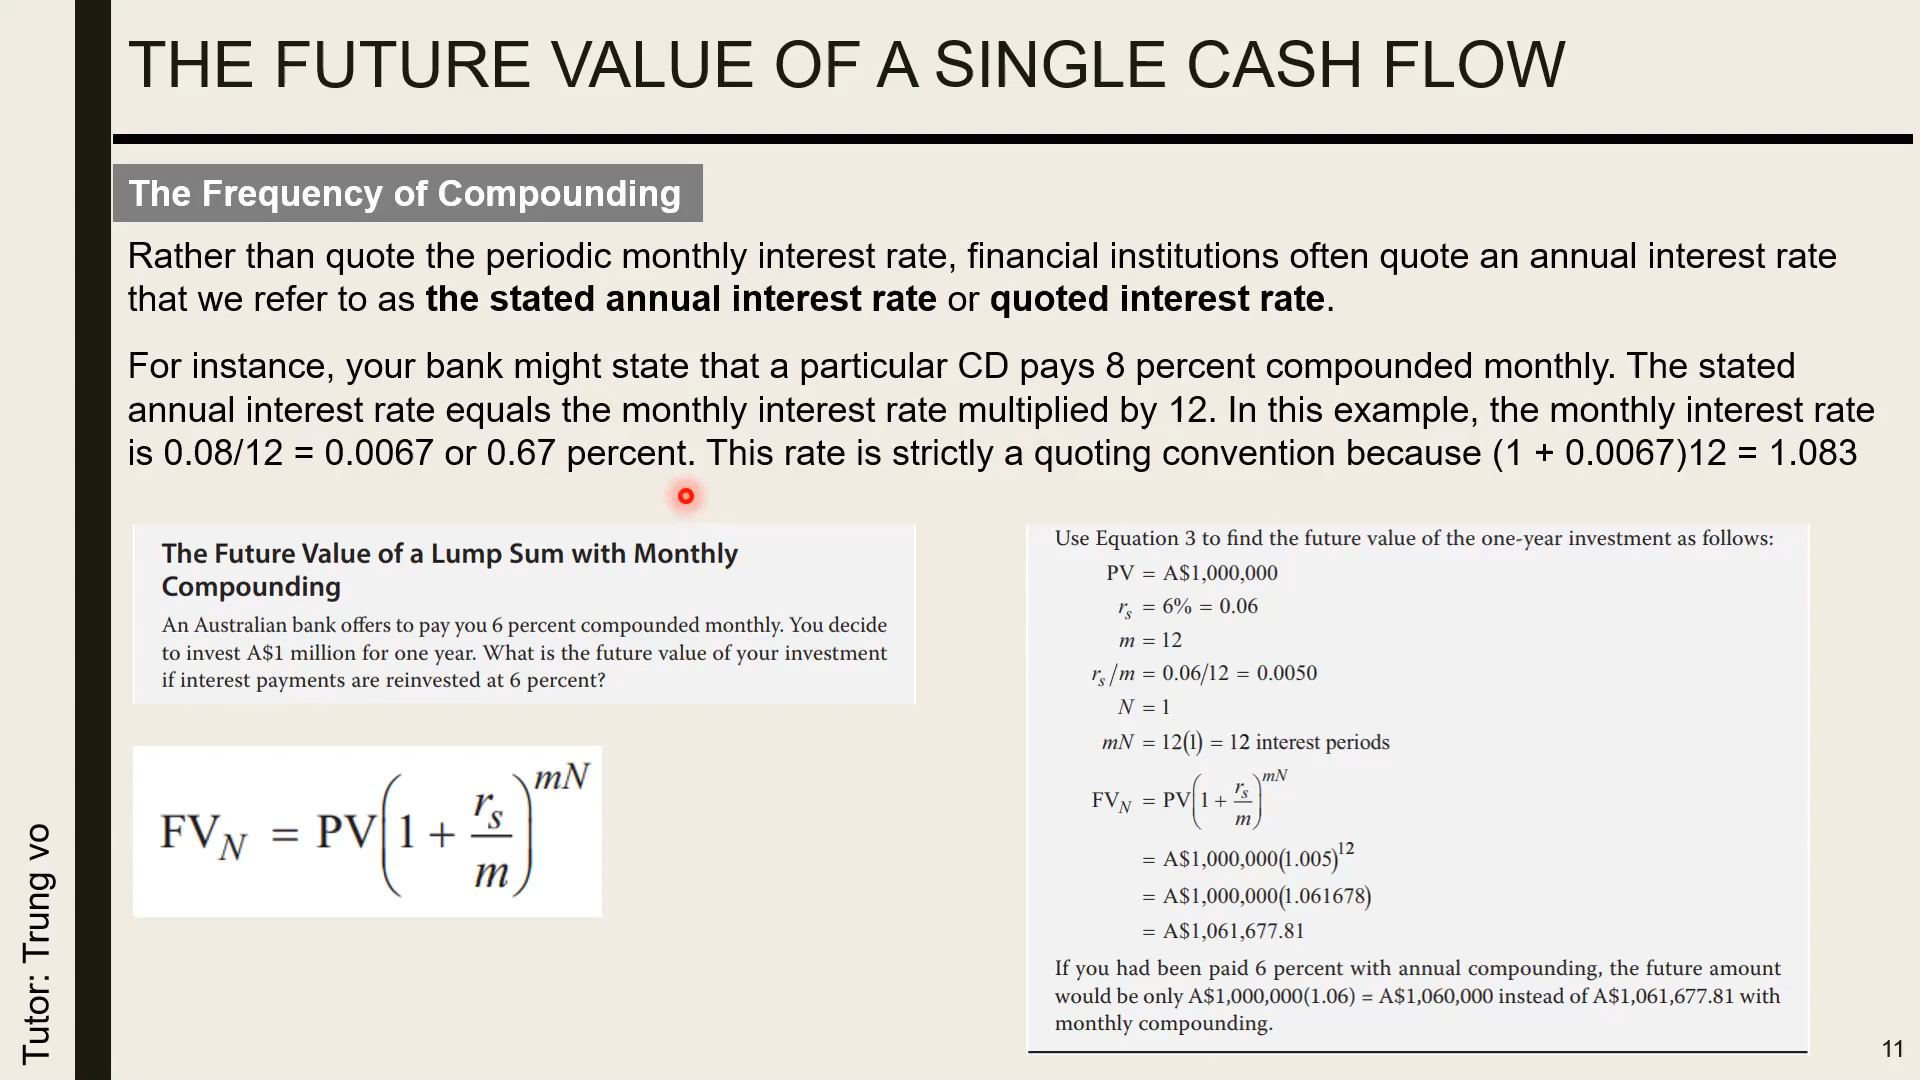 THE FUTURE VALUE OF A SINGLE CASH FLOW
The Frequency of Compounding
Rather than quote the periodic monthly interest rate, financial institutions often quote an annual interest rate
that we refer to as the stated annual interest rate or quoted interest rate.
For instance, your bank might state that a particular CD pays 8 percent compounded monthly. The stated
annual interest rate equals the monthly interest rate multiplied by 12. In this example, the monthly interest rate
is 0.08/12 = 0.0067 or 0.67 percent. This rate is strictly a quoting convention because (1 + 0.0067)12 = 1.083
The Future Value of a Lump Sum with Monthly
Compounding
An Australian bank offers to pay you 6 percent compounded monthly. You decide
to invest A$1 million for one year. What is the future value of your investment
if interest payments are reinvested at 6 percent?
FV_N = PV(1 + r_s/m)^mN
Use Equation 3 to find the future value of the one-year investment as follows:
PV = A$1,000,000
r_s = 6% = 0.06
m = 12
r_s/m = 0.06/12 = 0.0050
N = 1
mN = 12(1) = 12 interest periods
FV_N = PV(1 + r_s/m)^mN
= A$1,000,000(1.005)^12
= A$1,000,000(1.061678)
= A$1,061,677.81
If you had been paid 6 percent with annual compounding, the future amount
would be only A$1,000,000(1.06) = A$1,060,000 instead of A$1,061,677.81 with
monthly compounding.
Tutor: Trung vo
11